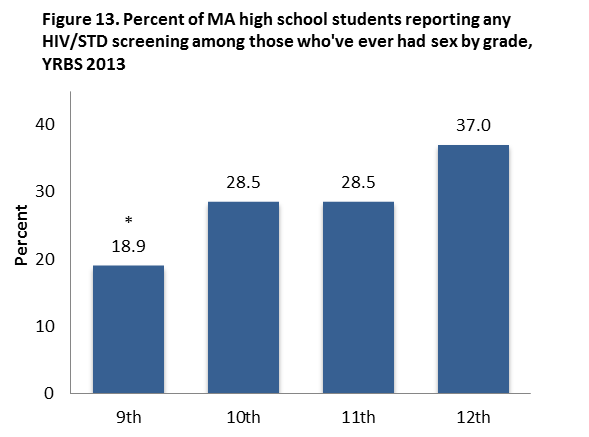 Figure 13. Percent of MA high school students reporting any
HIV/STD screening among those who've ever had sex by grade,
YRBS 2013
Percent
40
30
20
10
0
*
18.9
28.5
28.5
37.0
9th
10th
11th
12th